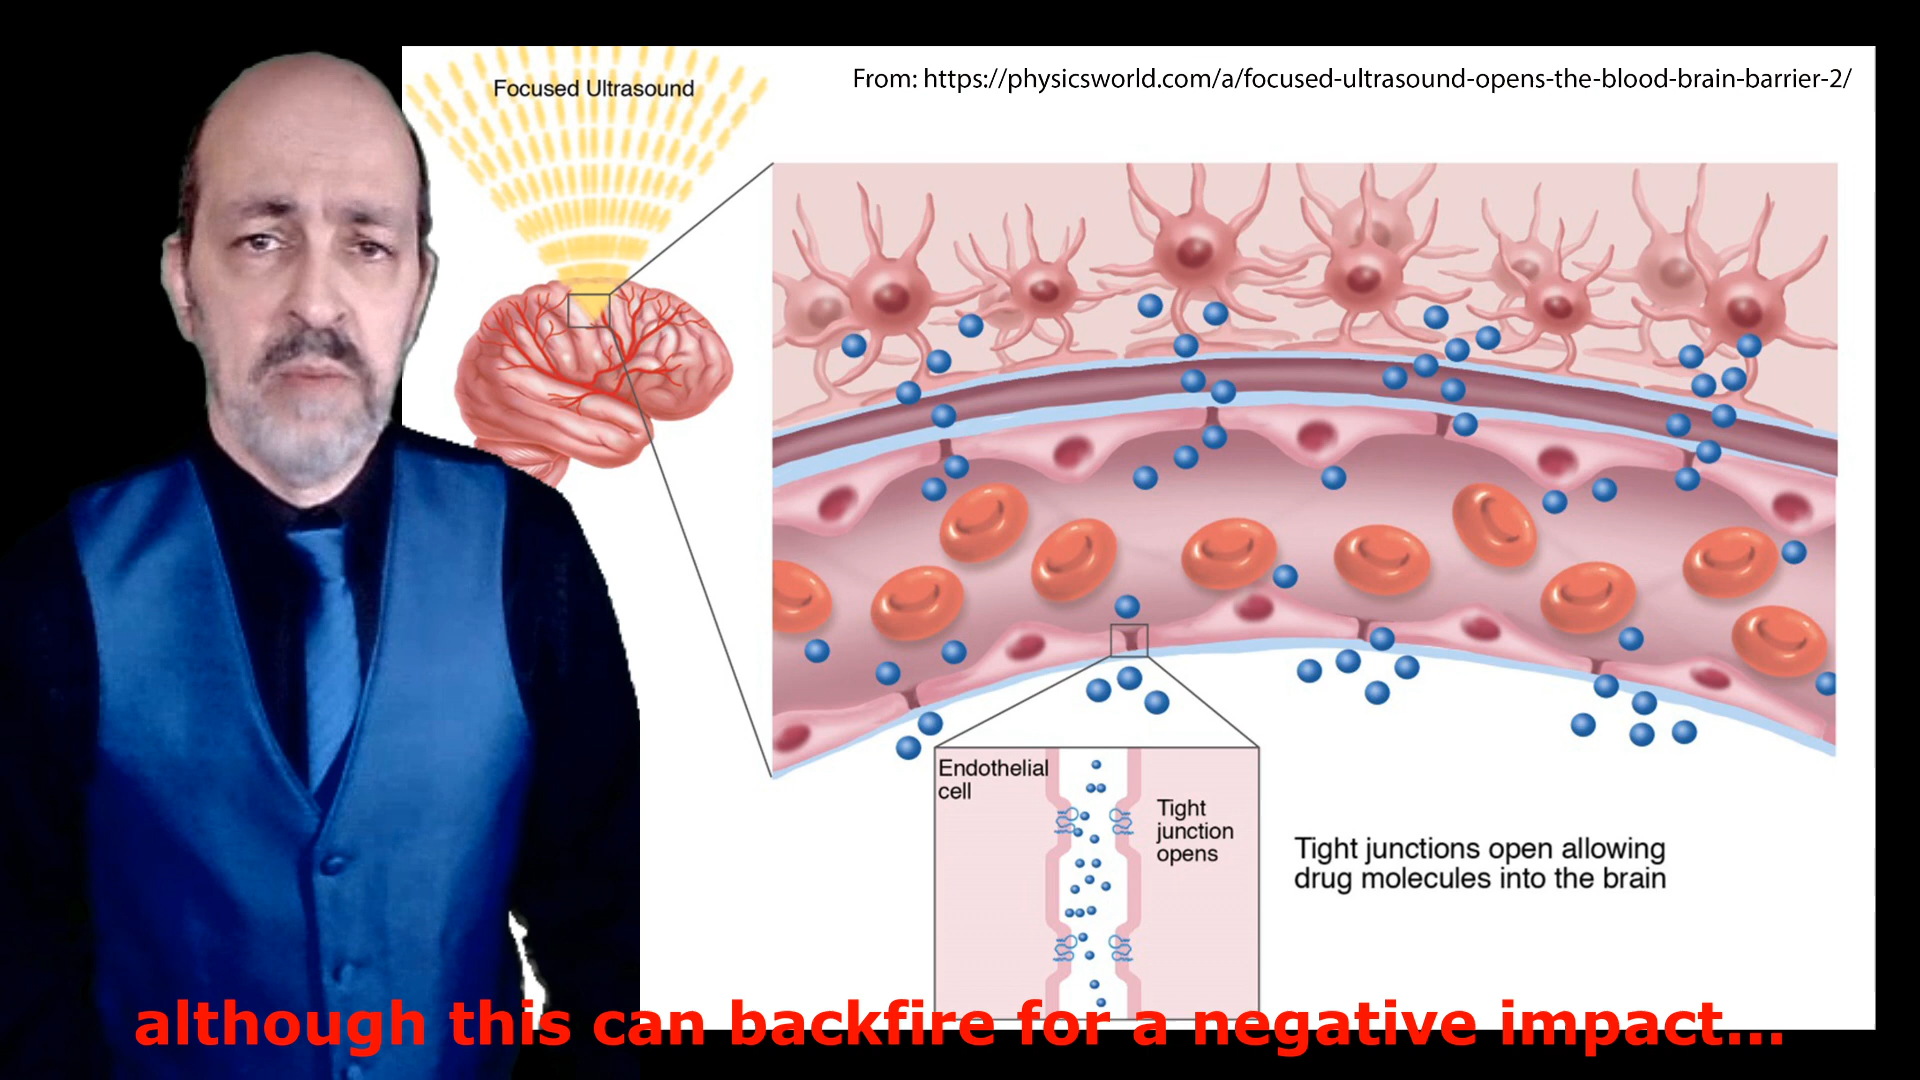 Focused Ultrasound
From: https://physicsworld.com/a/focused-ultrasound-opens-the-blood-brain-barrier-2/
Endothelial
cell
Tight
junction
opens
Tight junctions open allowing
drug molecules into the brain
although this can backfire for a negative impact...